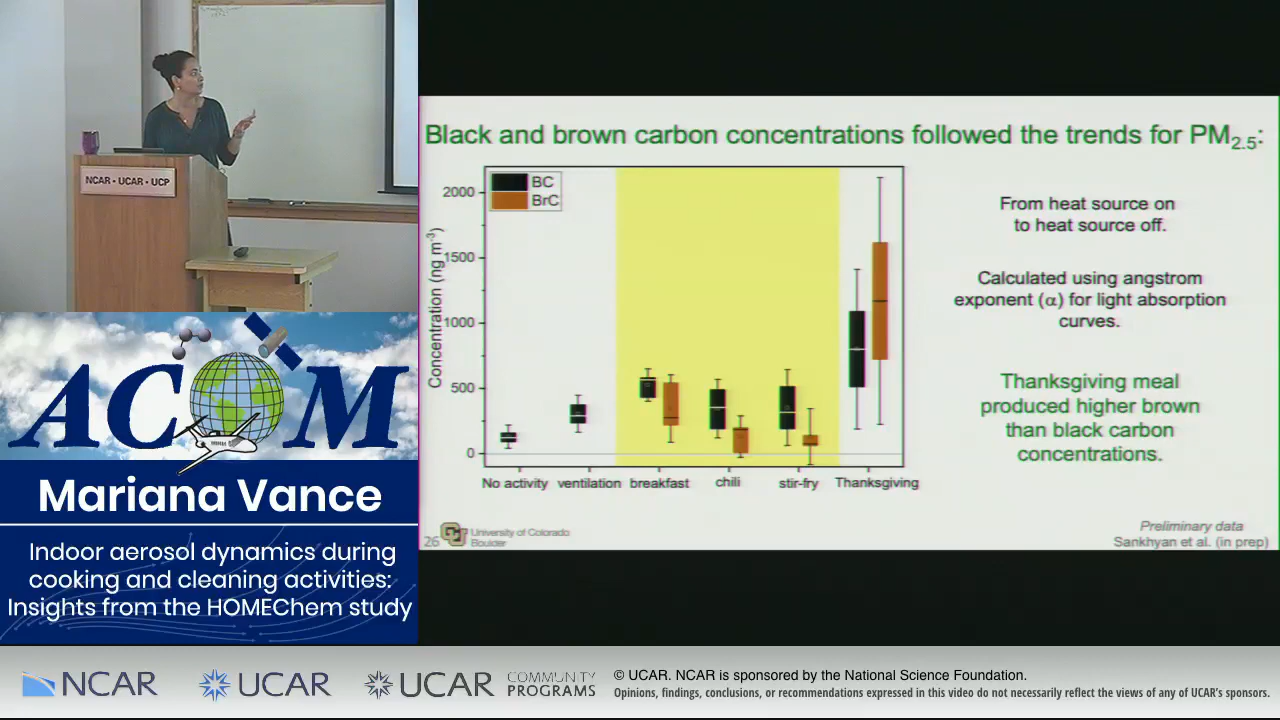 NCAR • UCAR • UCP
ACOM
Mariana Vance
Indoor aerosol dynamics during
cooking and cleaning activities:
Insights from the HOMEChem study
Black and brown carbon concentrations followed the trends for PM2.5:
BC
BrC
Concentration (ng m-3)
2000
1500
1000
500
0
No activity ventilation breakfast chili stir-fry Thanksgiving
From heat source on
to heat source off.
Calculated using angstrom
exponent (α) for light absorption
curves.
Thanksgiving meal
produced higher brown
than black carbon
concentrations.
26
CU
University of Colorado
Boulder
Preliminary data
Sankhyan et al. (in prep)
NCAR
UCAR
UCAR
COMMUNITY
PROGRAMS
© UCAR. NCAR is sponsored by the National Science Foundation.
Opinions, findings, conclusions, or recommendations expressed in this video do not necessarily reflect the views of any of UCAR's sponsors.